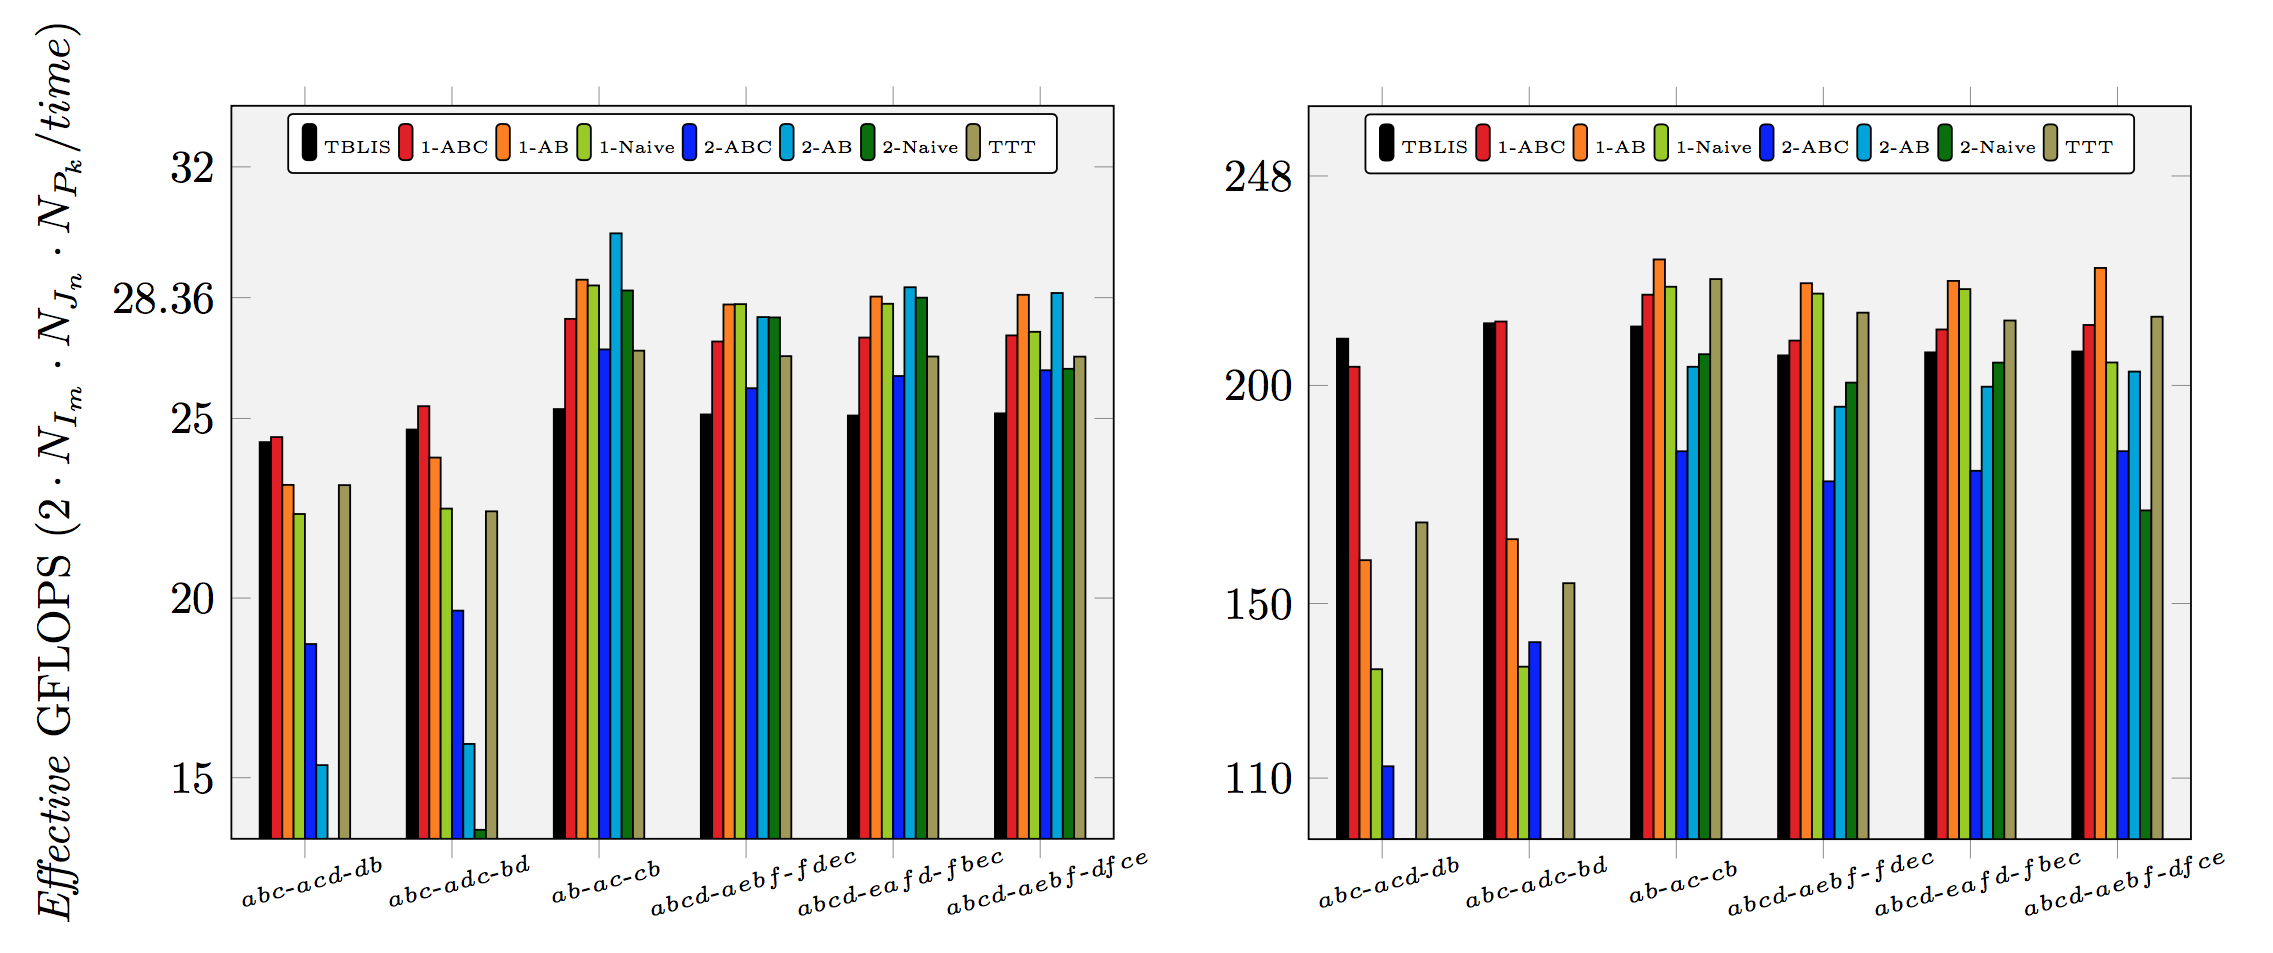 Effective GFLOPS (2 · N_{I_m} · N_{J_n} · N_{P_k}/time)
TBLIS 1-ABC 1-AB 1-Naive 2-ABC 2-AB 2-Naive TTT
32
28.36
25
20
15
abc-acd-db abc-adc-bd ab-ac-cb abcd-aebf-fdec abcd-eafd-fbec abcd-aebf-dfce
TBLIS 1-ABC 1-AB 1-Naive 2-ABC 2-AB 2-Naive TTT
248
200
150
110
abc-acd-db abc-adc-bd ab-ac-cb abcd-aebf-fdec abcd-eafd-fbec abcd-aebf-dfce